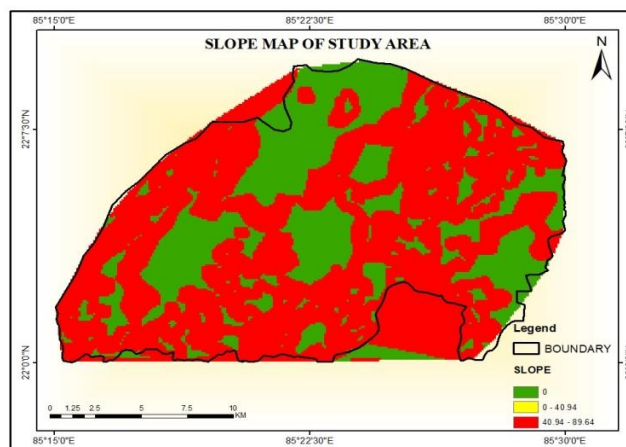 85°15'0"E 85°22'30"E 85°30'0"E
SLOPE MAP OF STUDY AREA
N
22°7'30"N
22°0'0"N
Legend
BOUNDARY
SLOPE
0
0 - 40.94
40.94 - 89.64
0 1.25 2.5 5 7.5 10
KM
85°15'0"E 85°22'30"E 85°30'0"E